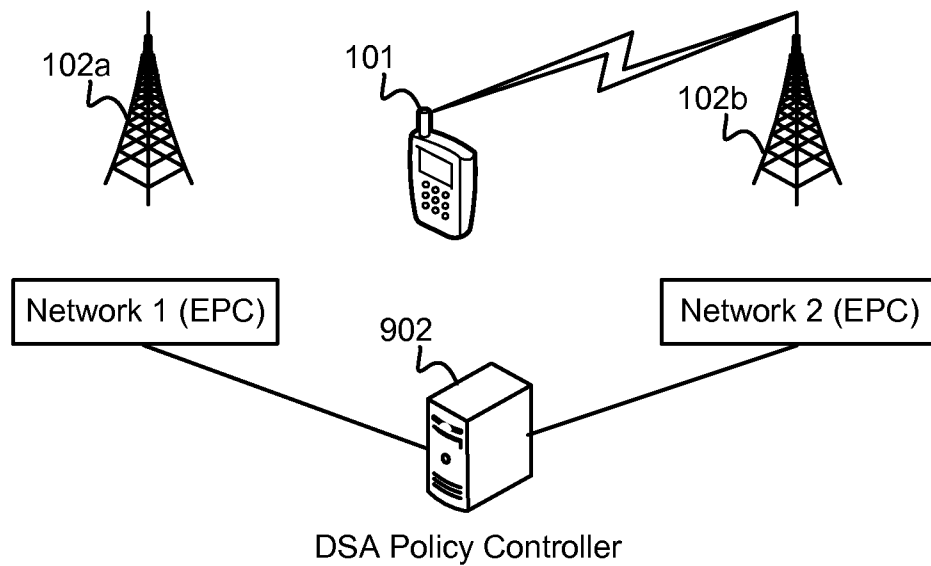 102a
101
102b
Network 1 (EPC)
Network 2 (EPC)
902
DSA Policy Controller